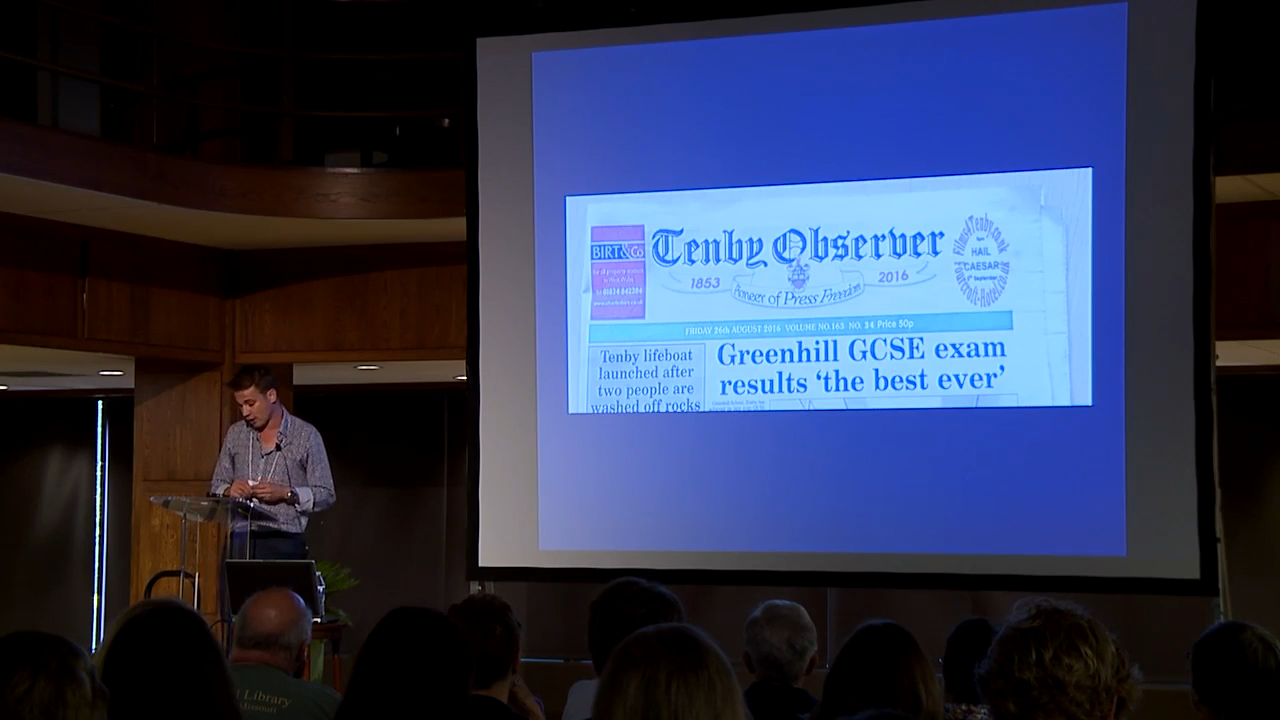 BIRT&Co
Tenby Observer
1853
Pioneer of Press Freedom
2016
HAIL
CAESAR
FRIDAY 26th AUGUST 2016 VOLUME NO.163 NO. 34 Price 50p
Tenby lifeboat
launched after
two people are
washed off rocks
Greenhill GCSE exam
results ‘the best ever’
Library
Missouri